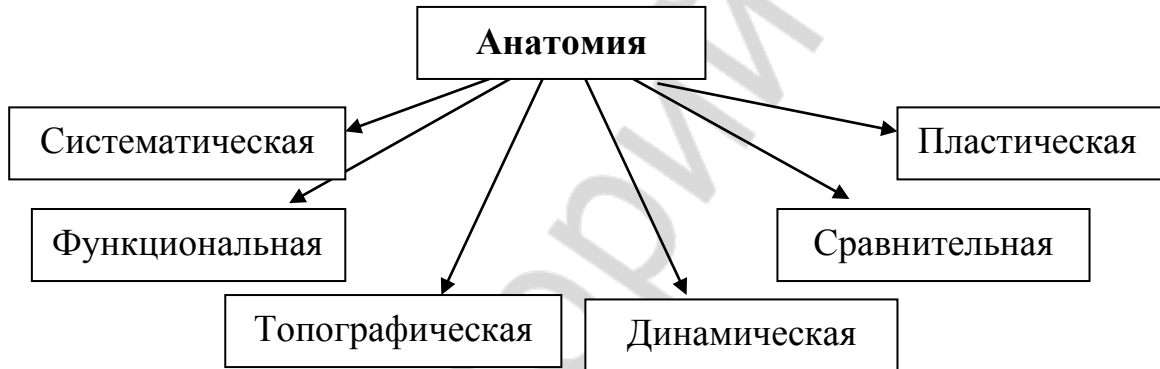 Анатомия
Систематическая
Пластическая
Функциональная
Сравнительная
Топографическая
Динамическая